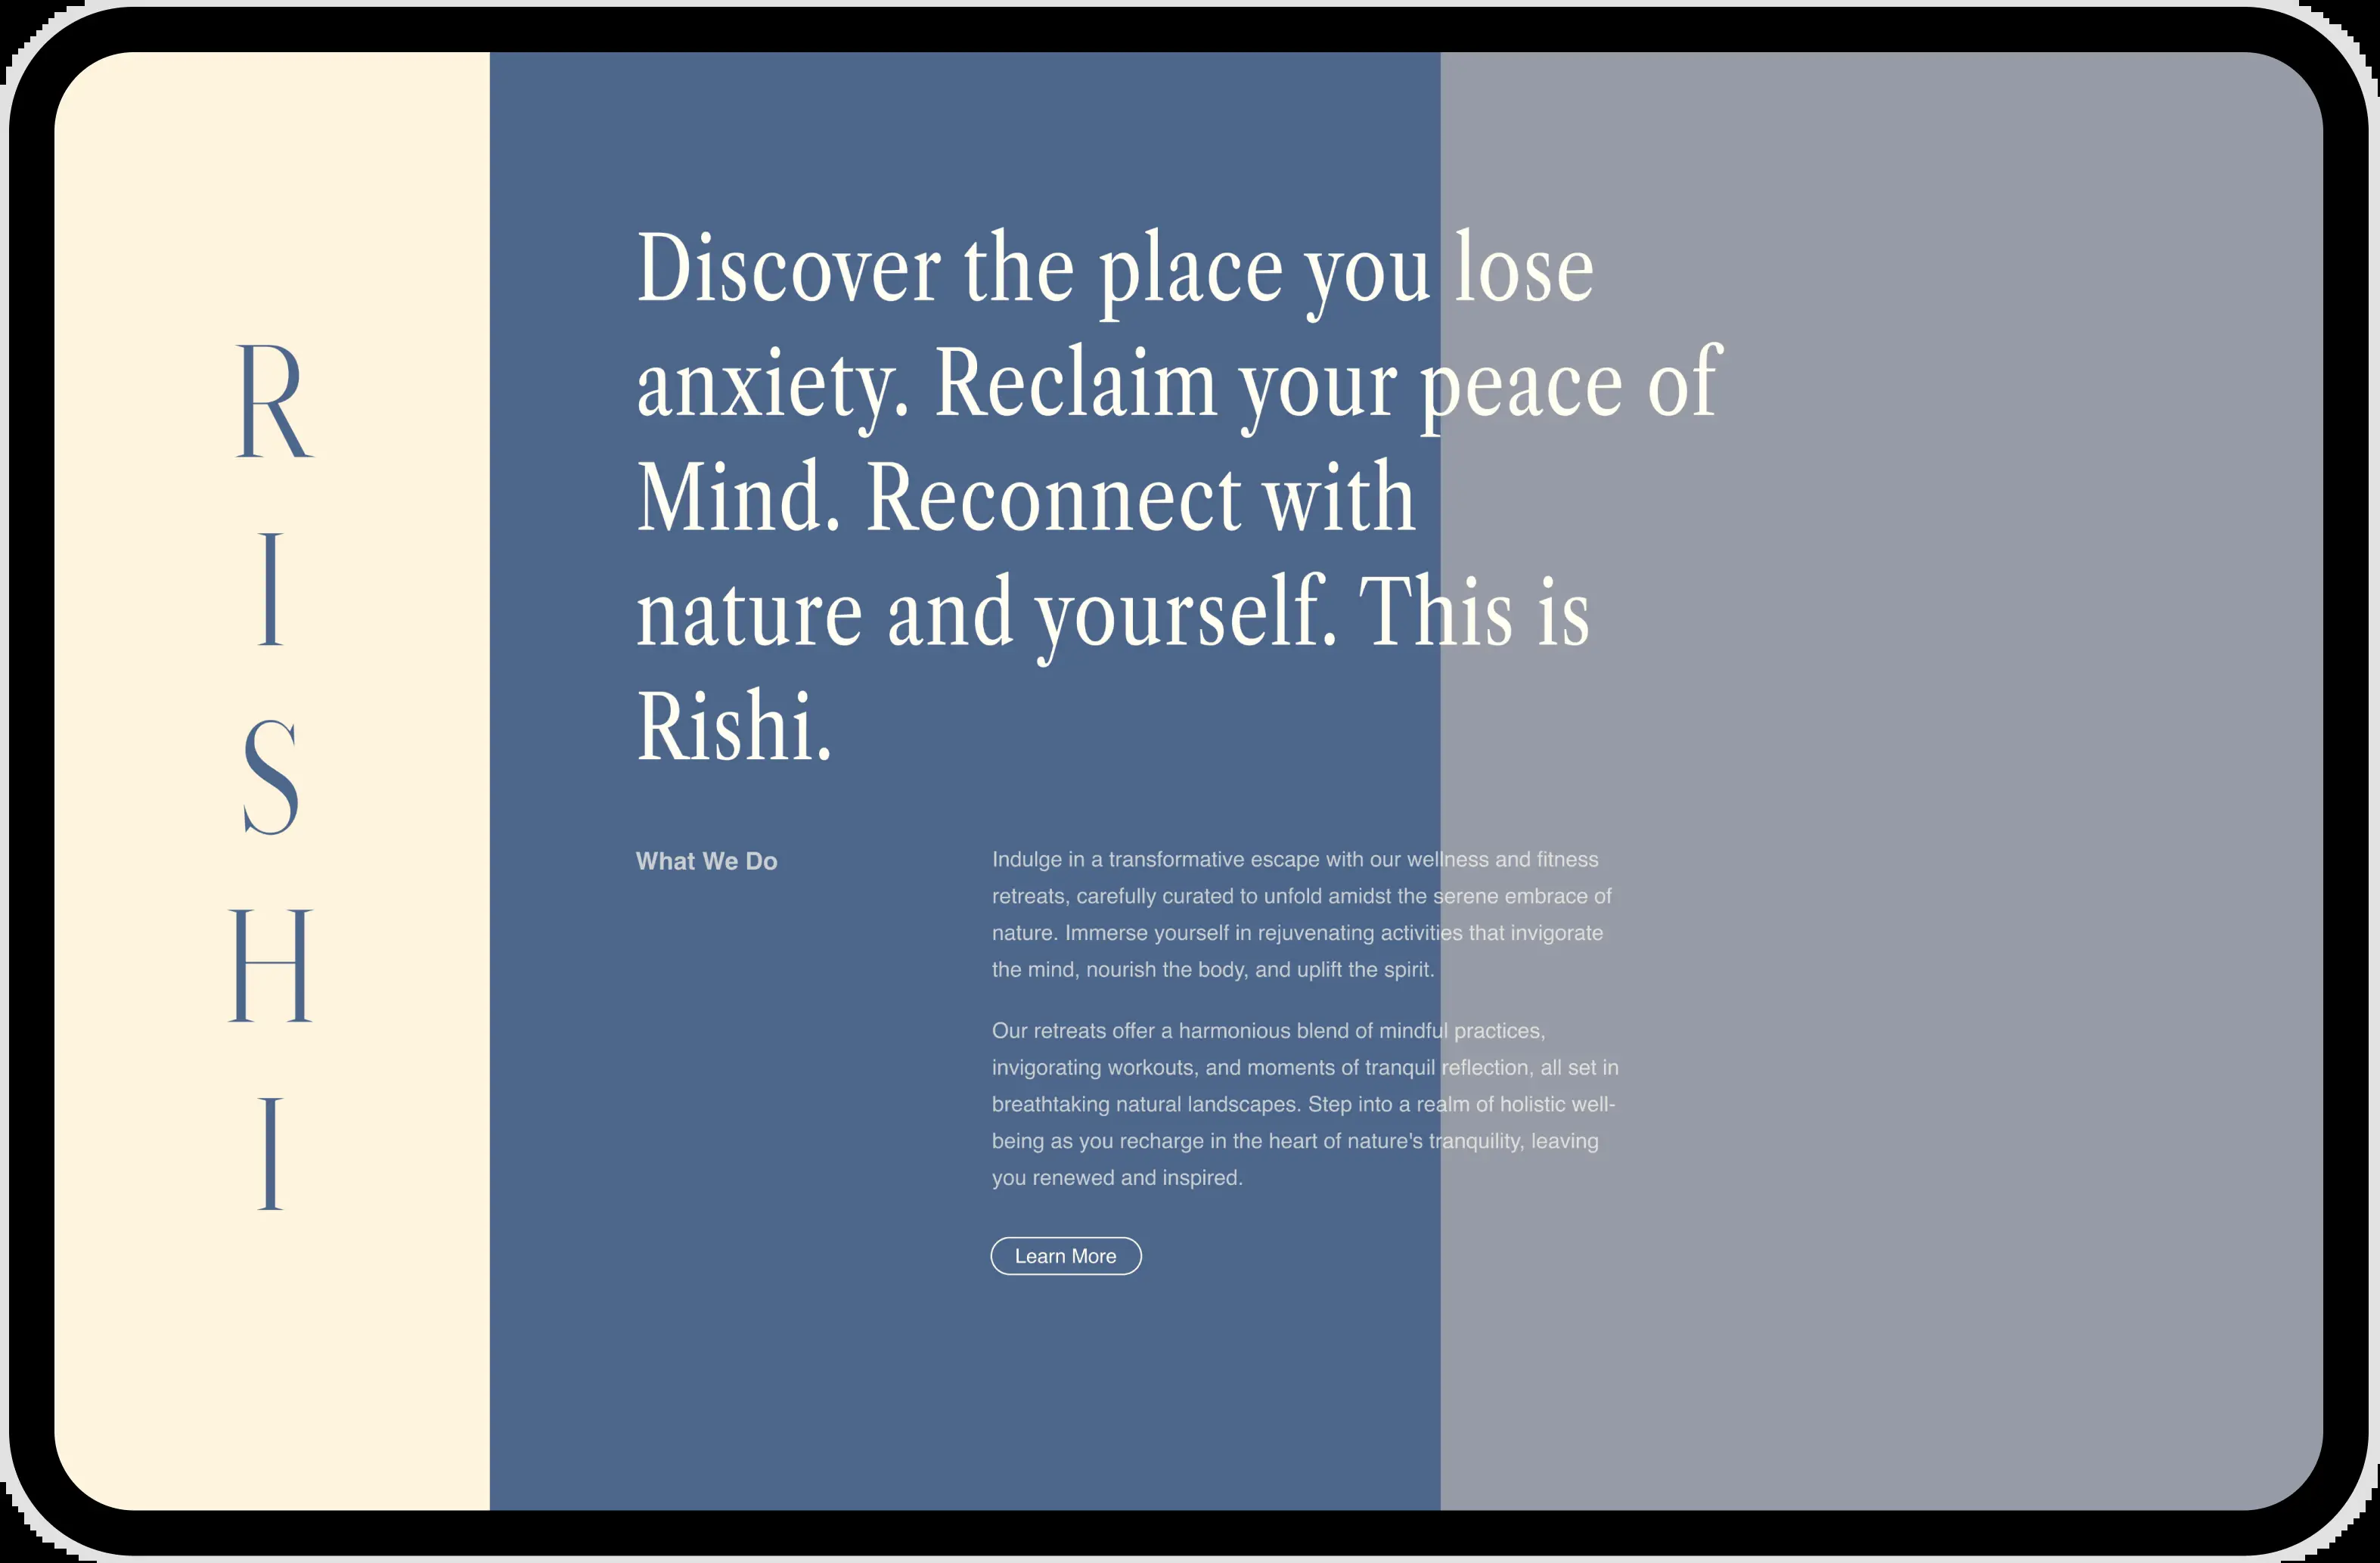 R
I
S
H
I
Discover the place you lose
anxiety. Reclaim your peace of
Mind. Reconnect with
nature and yourself. This is
Rishi.
What We Do
Indulge in a transformative escape with our wellness and fitness
retreats, carefully curated to unfold amidst the serene embrace of
nature. Immerse yourself in rejuvenating activities that invigorate
the mind, nourish the body, and uplift the spirit.
Our retreats offer a harmonious blend of mindful practices,
invigorating workouts, and moments of tranquil reflection, all set in
breathtaking natural landscapes. Step into a realm of holistic well-
being as you recharge in the heart of nature's tranquility, leaving
you renewed and inspired.
Learn More